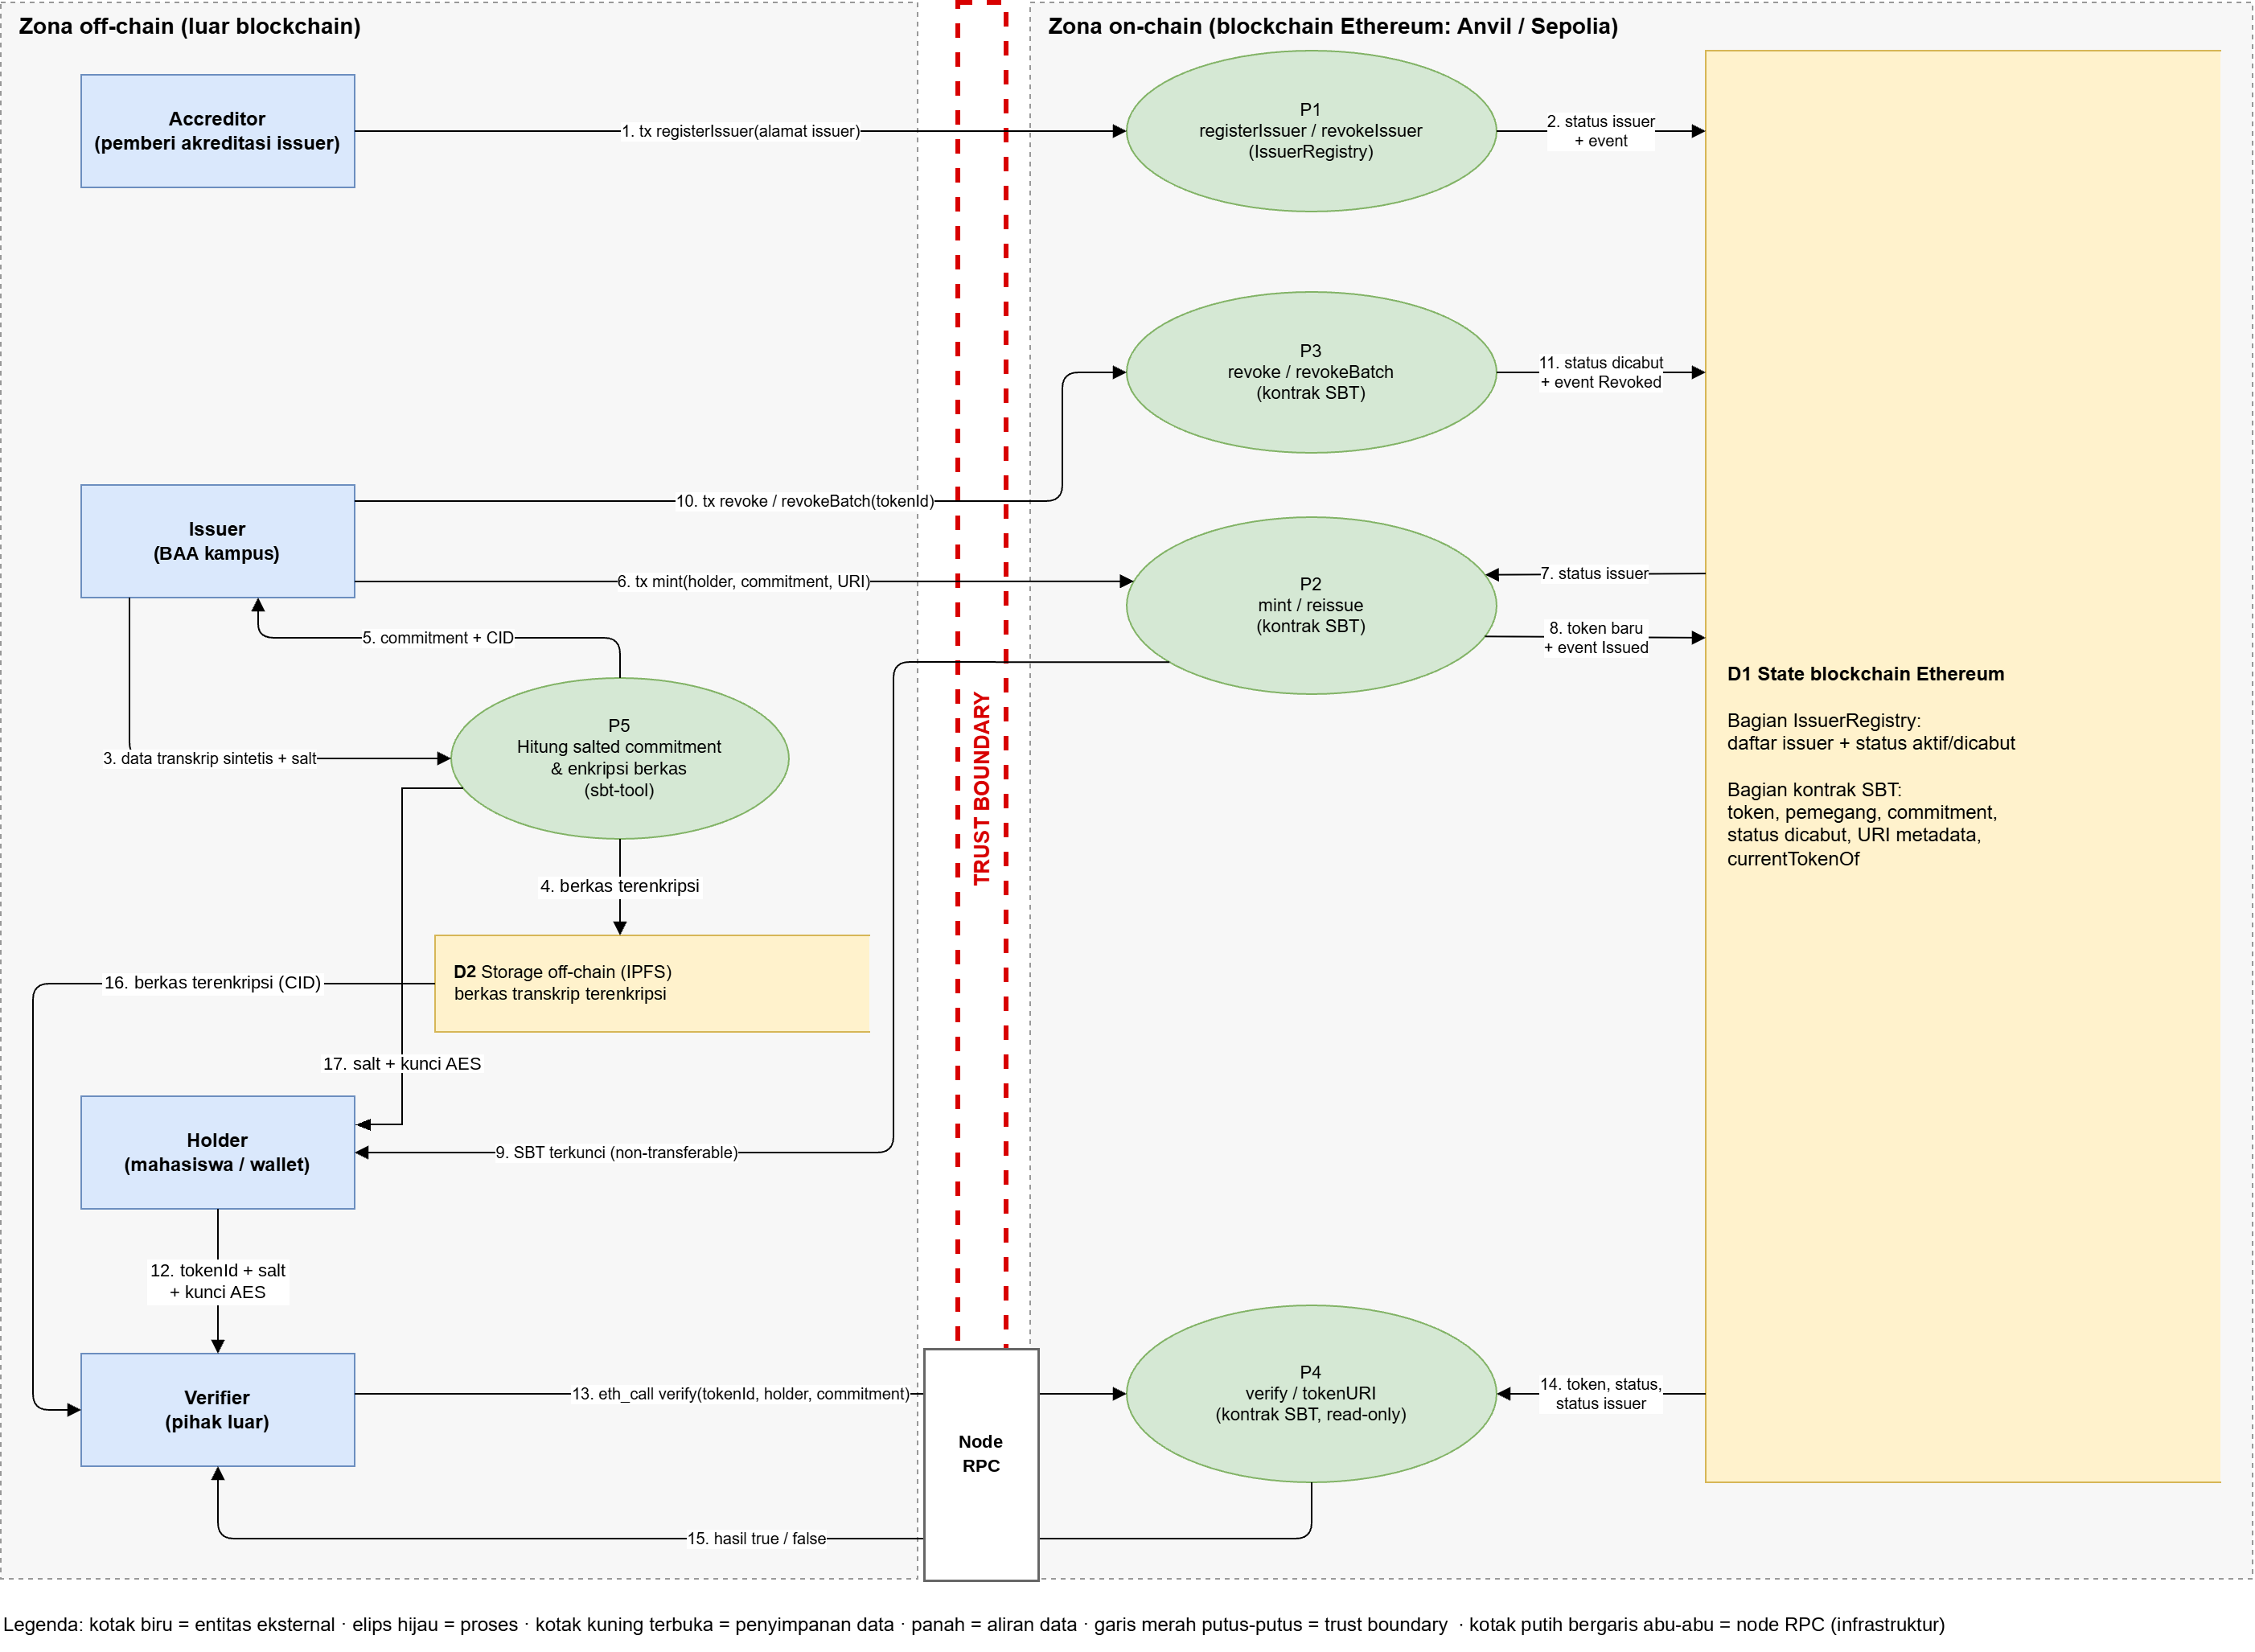 Zona off-chain (luar blockchain)
Zona on-chain (blockchain Ethereum: Anvil / Sepolia)
Accreditor
(pemberi akreditasi issuer)
1. tx registerIssuer(alamat issuer)
P1
registerIssuer / revokeIssuer
(IssuerRegistry)
2. status issuer
+ event
P3
revoke / revokeBatch
(kontrak SBT)
11. status dicabut
+ event Revoked
Issuer
(BAA kampus)
10. tx revoke / revokeBatch(tokenId)
6. tx mint(holder, commitment, URI)
P2
mint / reissue
(kontrak SBT)
7. status issuer
8. token baru
+ event Issued
5. commitment + CID
3. data transkrip sintetis + salt
P5
Hitung salted commitment
& enkripsi berkas
(sbt-tool)
TRUST BOUNDARY
D1 State blockchain Ethereum
Bagian IssuerRegistry:
daftar issuer + status aktif/dicabut
Bagian kontrak SBT:
token, pemegang, commitment,
status dicabut, URI metadata,
currentTokenOf
4. berkas terenkripsi
16. berkas terenkripsi (CID)
D2 Storage off-chain (IPFS)
berkas transkrip terenkripsi
17. salt + kunci AES
Holder
(mahasiswa / wallet)
9. SBT terkunci (non-transferable)
12. tokenId + salt
+ kunci AES
Verifier
(pihak luar)
13. eth_call verify(tokenId, holder, commitment)
Node
RPC
P4
verify / tokenURI
(kontrak SBT, read-only)
14. token, status,
status issuer
15. hasil true / false
Legenda: kotak biru = entitas eksternal · elips hijau = proses · kotak kuning terbuka = penyimpanan data · panah = aliran data · garis merah putus-putus = trust boundary · kotak putih bergaris abu-abu = node RPC (infrastruktur)